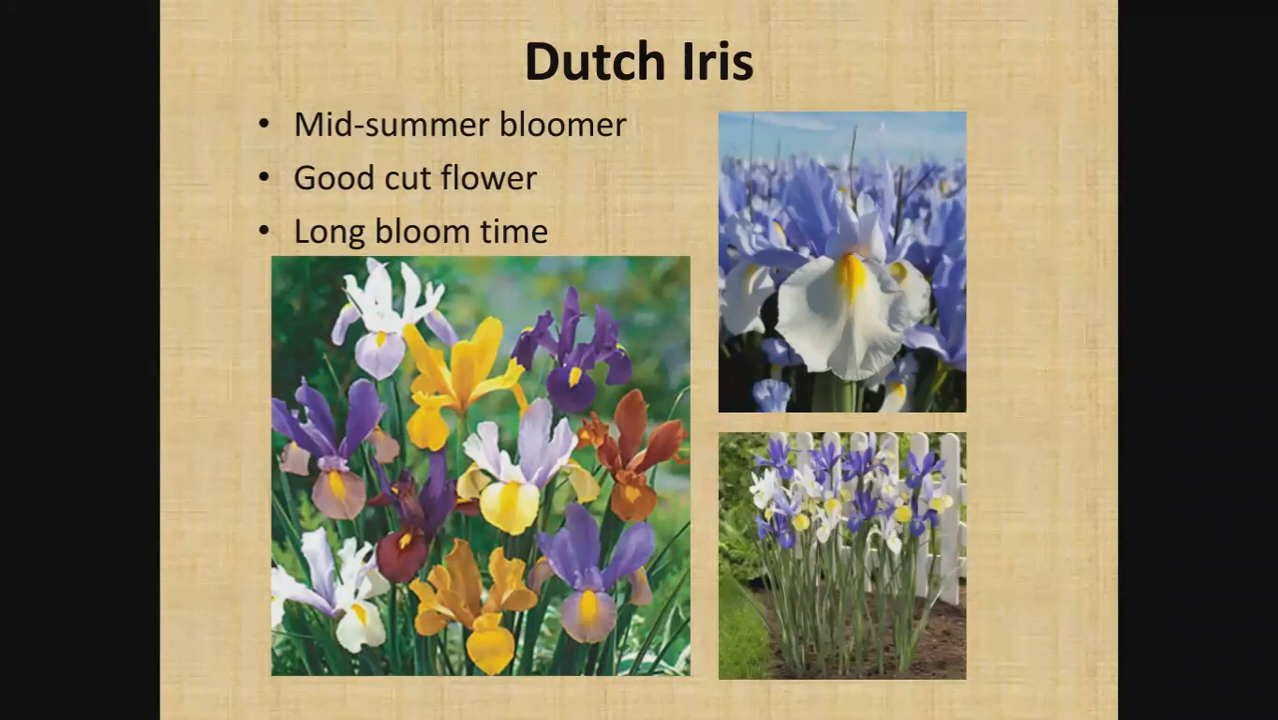 Dutch Iris
• Mid-summer bloomer
• Good cut flower
• Long bloom time